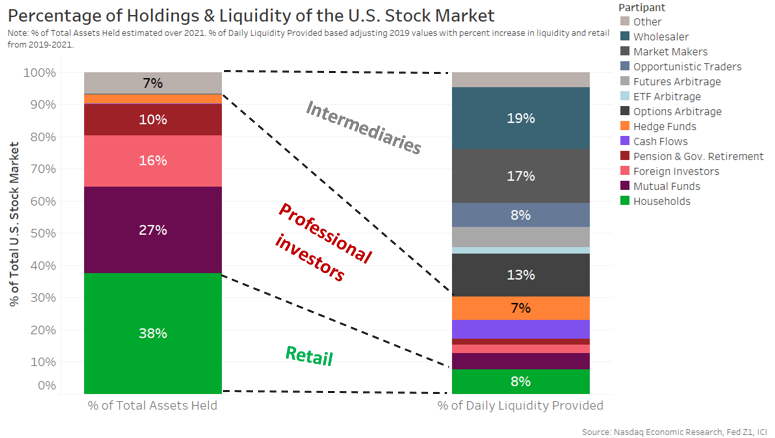 Percentage of Holdings & Liquidity of the U.S. Stock Market
Note: % of Total Assets Held estimated over 2021. % of Daily Liquidity Provided based adjusting 2019 values with percent increase in liquidity and retail
from 2019-2021.
Partipant
Other
Wholesaler
Market Makers
Opportunistic Traders
Futures Arbitrage
ETF Arbitrage
Options Arbitrage
Hedge Funds
Cash Flows
Pension & Gov. Retirement
Foreign Investors
Mutual Funds
Households
% of Total U.S. Stock Market
100%
90%
80%
70%
60%
50%
40%
30%
20%
10%
0%
7%
10%
16%
27%
38%
Intermediaries
Professional
investors
Retail
19%
17%
8%
13%
7%
8%
% of Total Assets Held
% of Daily Liquidity Provided
Source: Nasdaq Economic Research, Fed Z1, ICI